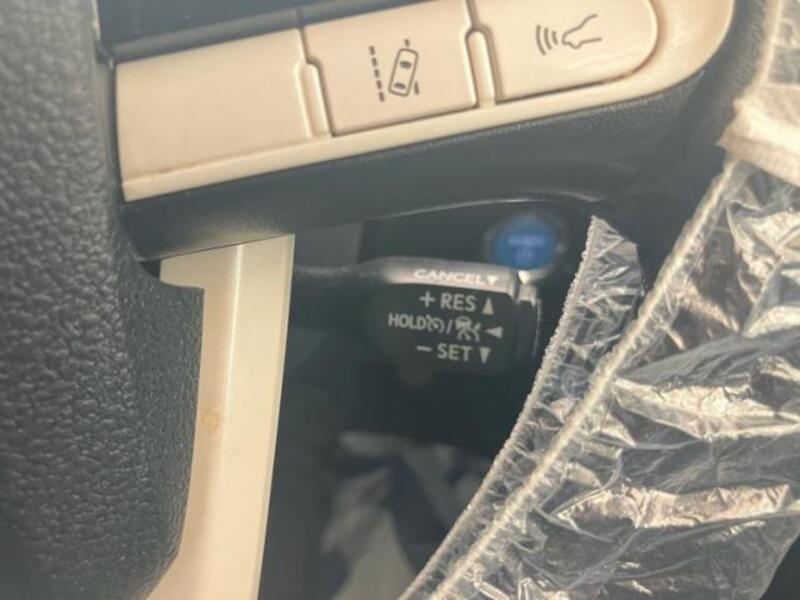 CANCEL▼
+ RES ▲
HOLD / ◄
− SET ▼